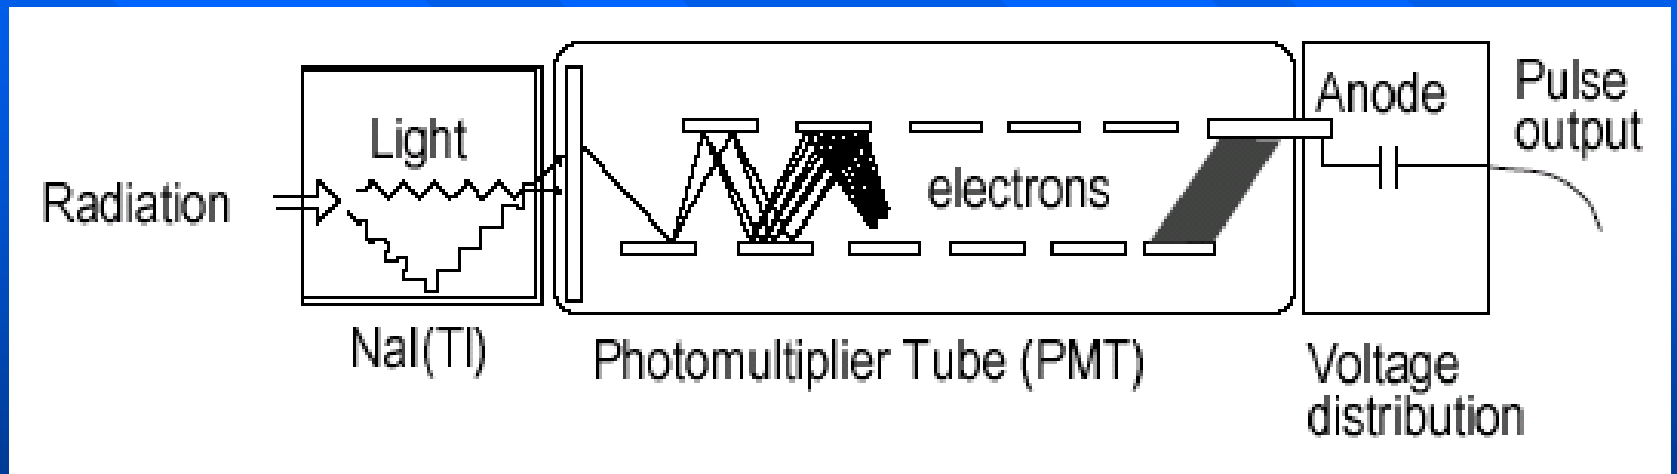 Radiation
Light
NaI(Tl)
electrons
Photomultiplier Tube (PMT)
Anode
Pulse
output
Voltage
distribution